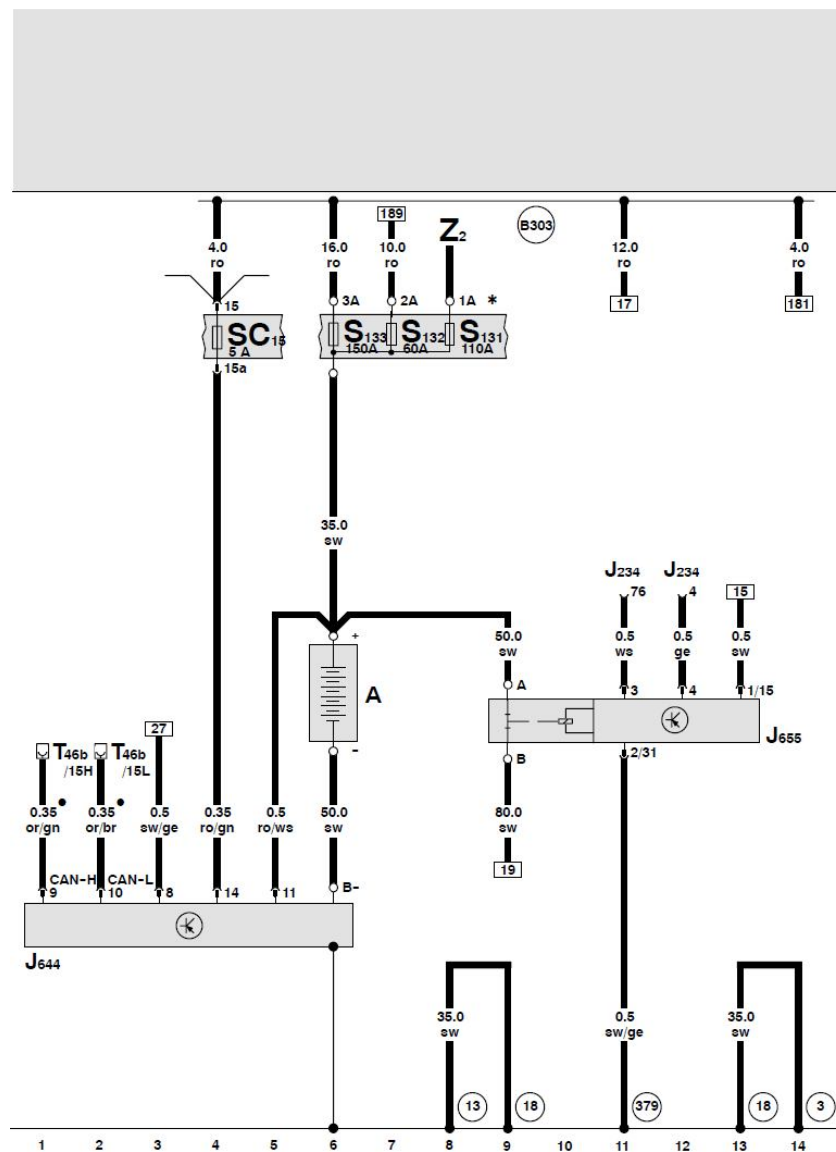 189
Z2
B303
4.0
ro
16.0
ro
10.0
ro
12.0
ro
4.0
ro
15
3A
2A
1A *
17
181
SC15
5 A
S133
150A
S132
60A
S131
110A
15a
35.0
sw
J234
J234
76
4
15
50.0
sw
0.5
ws
0.5
ge
0.5
sw
+
A
3
4
1/15
A
J655
-
B
2/31
27
T46b
/15H
T46b
/15L
0.35
or/gn
0.35
or/br
0.5
sw/ge
0.35
ro/gn
0.5
ro/ws
50.0
sw
80.0
sw
19
CAN-H
CAN-L
9
10
8
14
11
B-
J644
35.0
sw
0.5
sw/ge
35.0
sw
13
18
379
18
3
1 2 3 4 5 6 7 8 9 10 11 12 13 14